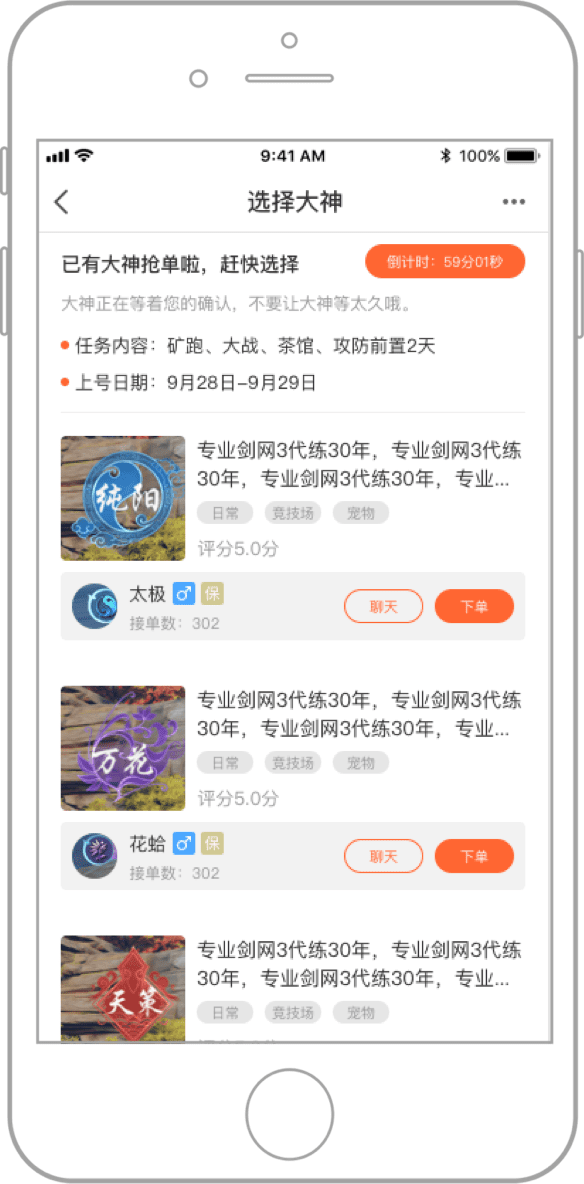 9:41 AM
100%
选择大神
已有大神抢单啦，赶快选择
倒计时：59分01秒
大神正在等着您的确认，不要让大神等太久哦。
任务内容：矿跑、大战、茶馆、攻防前置2天
上号日期：9月28日-9月29日
纯阳
专业剑网3代练30年，专业剑网3代练
30年，专业剑网3代练30年，专业...
日常 竞技场 宠物
评分5.0分
太极 保
接单数：302
聊天
下单
万花
专业剑网3代练30年，专业剑网3代练
30年，专业剑网3代练30年，专业...
日常 竞技场 宠物
评分5.0分
花蛤 保
接单数：302
聊天
下单
天策
专业剑网3代练30年，专业剑网3代练
30年，专业剑网3代练30年，专业...
日常 竞技场 宠物